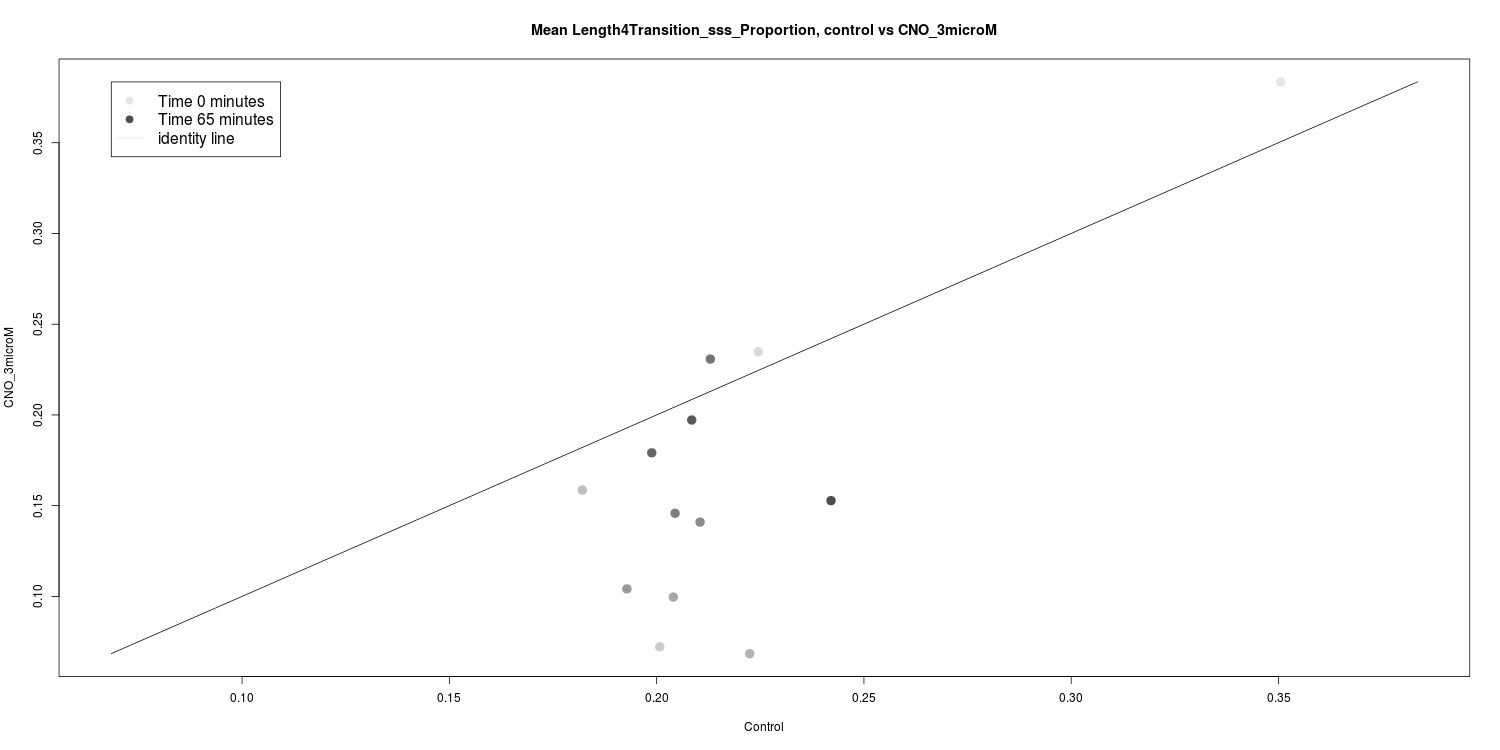 Mean Length4Transition_sss_Proportion, control vs CNO_3microM
Time 0 minutes
Time 65 minutes
identity line
0.35
0.30
0.25
0.20
0.15
0.10
CNO_3microM
0.10 0.15 0.20 0.25 0.30 0.35
Control